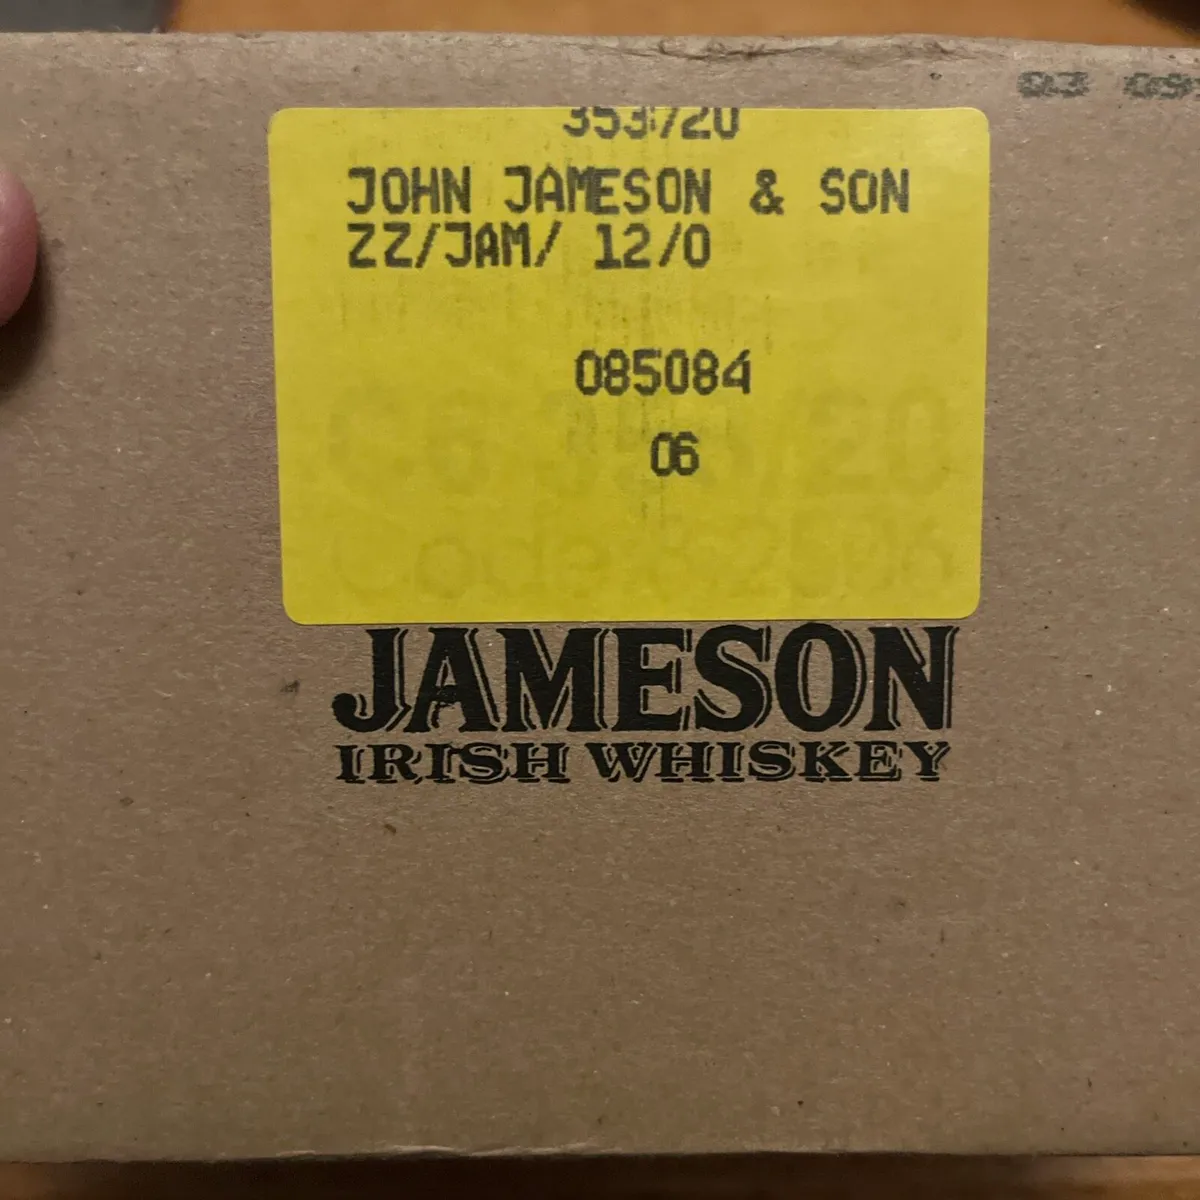 353/20
JOHN JAMESON & SON
ZZ/JAM/ 12/0
085084
06
JAMESON
IRISH WHISKEY